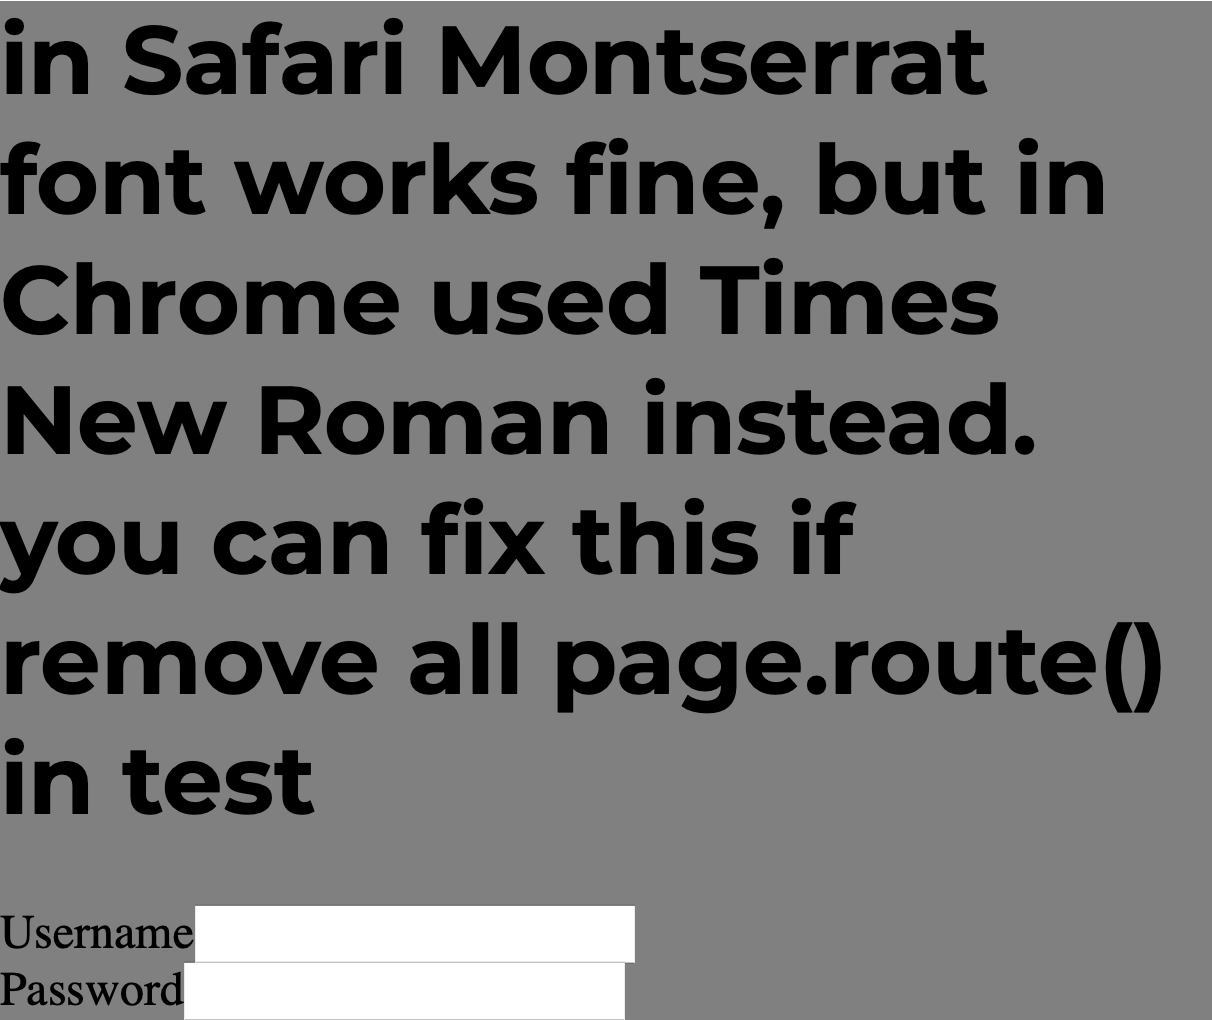 in Safari Montserrat
font works fine, but in
Chrome used Times
New Roman instead.
you can fix this if
remove all page.route()
in test
Username
Password